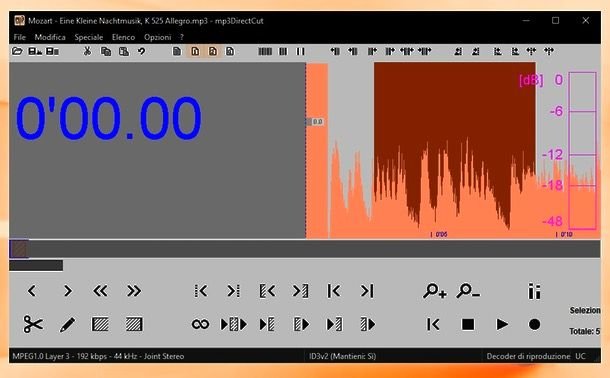 Mozart - Eine Kleine Nachtmusik, K 525 Allegro.mp3 - mp3DirectCut
File Modifica Speciale Elenco Opzioni ?
0'00.00
[dB] 0
-6
0.0
-12
-18
-48
0'05 0'10
Selezion
Totale: 5
MPEG1.0 Layer 3 - 192 kbps - 44 kHz - Joint Stereo ID3v2 (Mantieni: Sì) Decoder di riproduzione UC